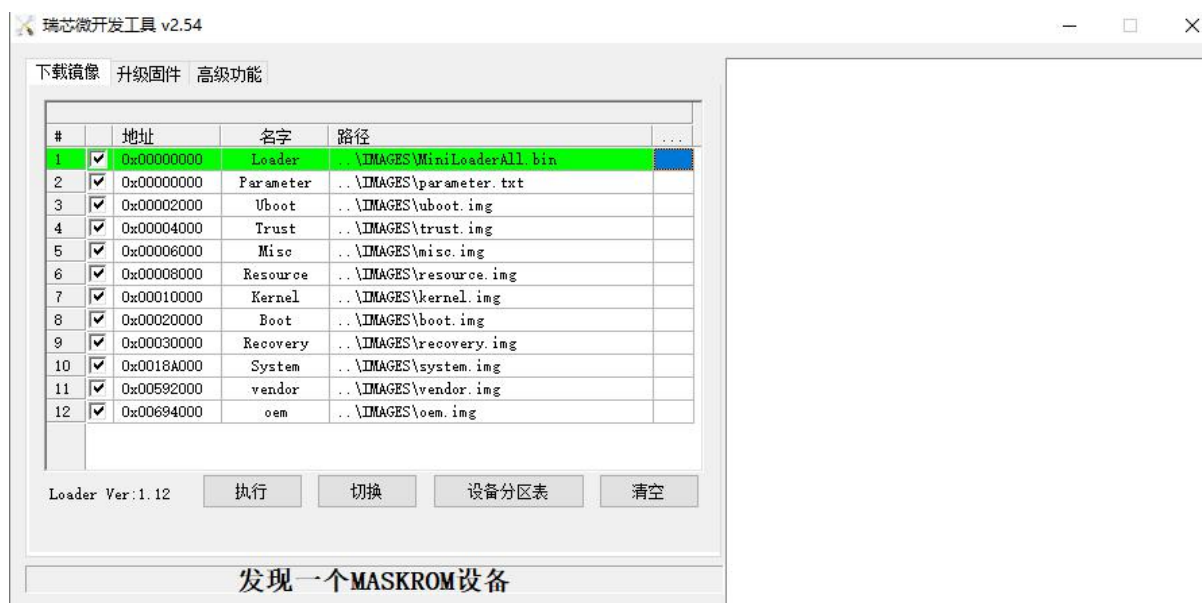 瑞芯微开发工具 v2.54
下载镜像 升级固件 高级功能
# 地址 名字 路径 ...
1 0x00000000 Loader ..\IMAGES\MiniLoaderAll.bin
2 0x00000000 Parameter ..\IMAGES\parameter.txt
3 0x00002000 Uboot ..\IMAGES\uboot.img
4 0x00004000 Trust ..\IMAGES\trust.img
5 0x00006000 Misc ..\IMAGES\misc.img
6 0x00008000 Resource ..\IMAGES\resource.img
7 0x00010000 Kernel ..\IMAGES\kernel.img
8 0x00020000 Boot ..\IMAGES\boot.img
9 0x00030000 Recovery ..\IMAGES\recovery.img
10 0x0018A000 System ..\IMAGES\system.img
11 0x00592000 vendor ..\IMAGES\vendor.img
12 0x00694000 oem ..\IMAGES\oem.img
Loader Ver:1.12 执行 切换 设备分区表 清空
发现一个MASKROM设备